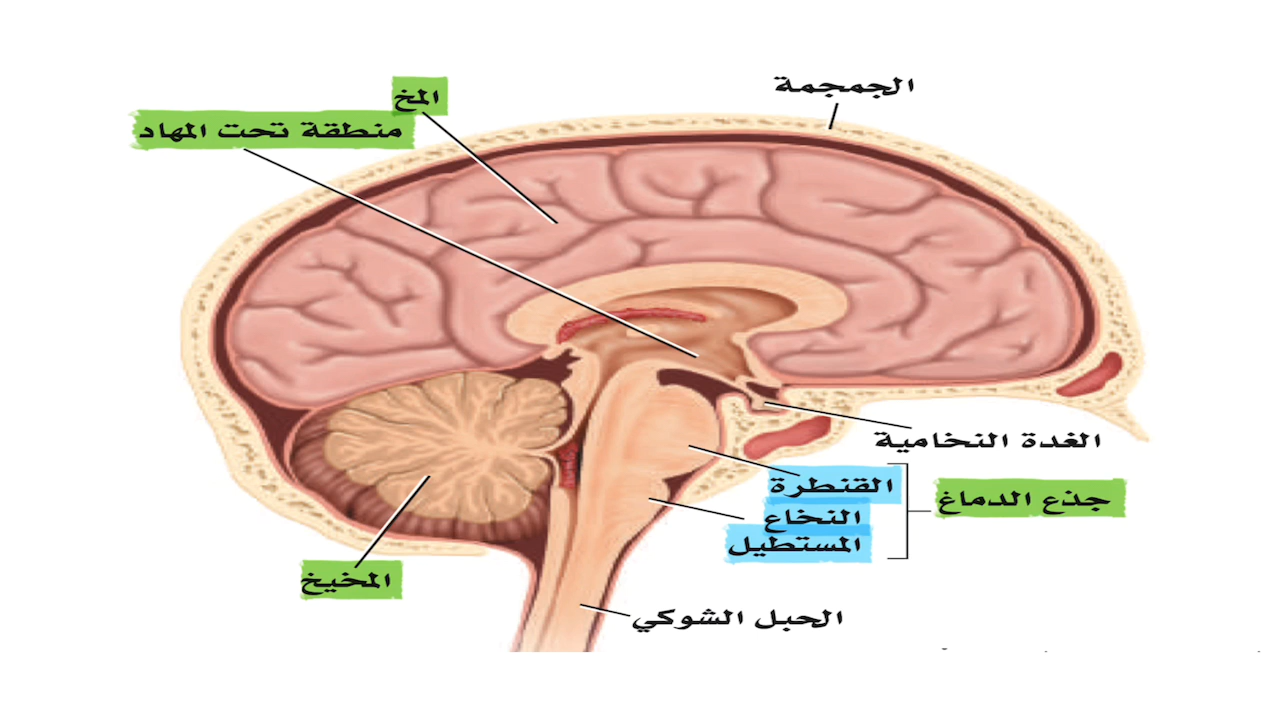 الجمجمة
المخ
منطقة تحت المهاد
الغدة النخامية
القنطرة
جذع الدماغ
النخاع
المستطيل
المخيخ
الحبل الشوكي